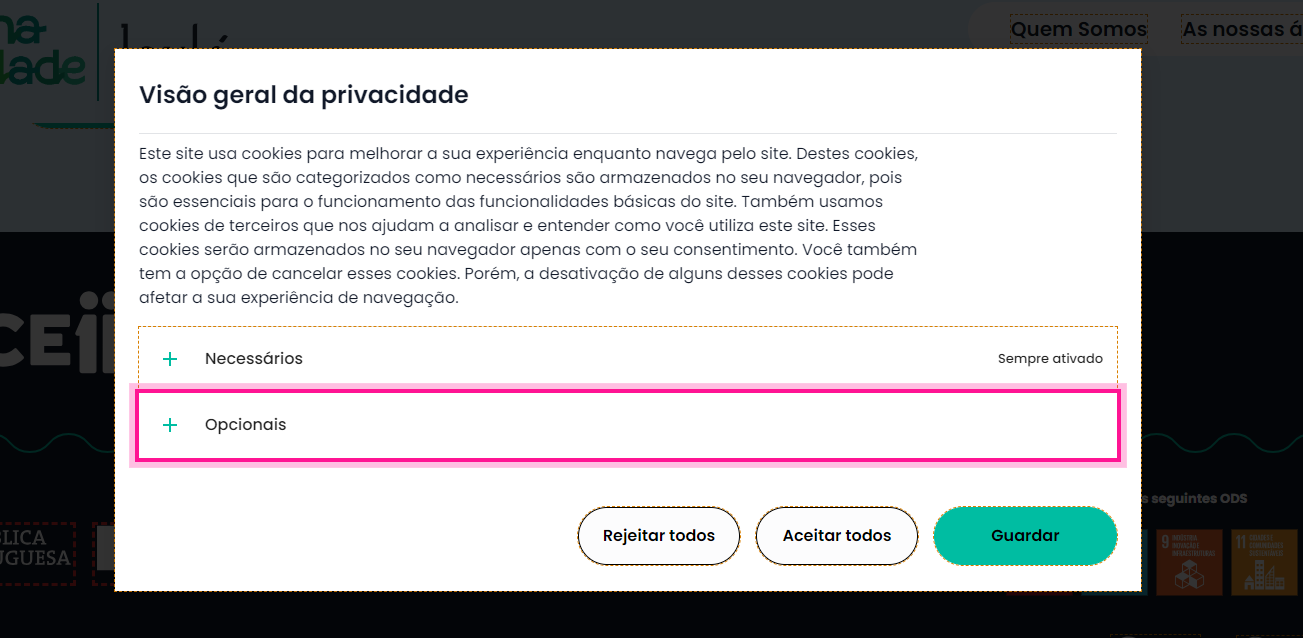 Quem Somos
As nossas á
Visão geral da privacidade
Este site usa cookies para melhorar a sua experiência enquanto navega pelo site. Destes cookies,
os cookies que são categorizados como necessários são armazenados no seu navegador, pois
são essenciais para o funcionamento das funcionalidades básicas do site. Também usamos
cookies de terceiros que nos ajudam a analisar e entender como você utiliza este site. Esses
cookies serão armazenados no seu navegador apenas com o seu consentimento. Você também
tem a opção de cancelar esses cookies. Porém, a desativação de alguns desses cookies pode
afetar a sua experiência de navegação.
Necessários
Sempre ativado
Opcionais
Rejeitar todos
Aceitar todos
Guardar
s seguintes ODS
BLICA
UGUESA
9
11